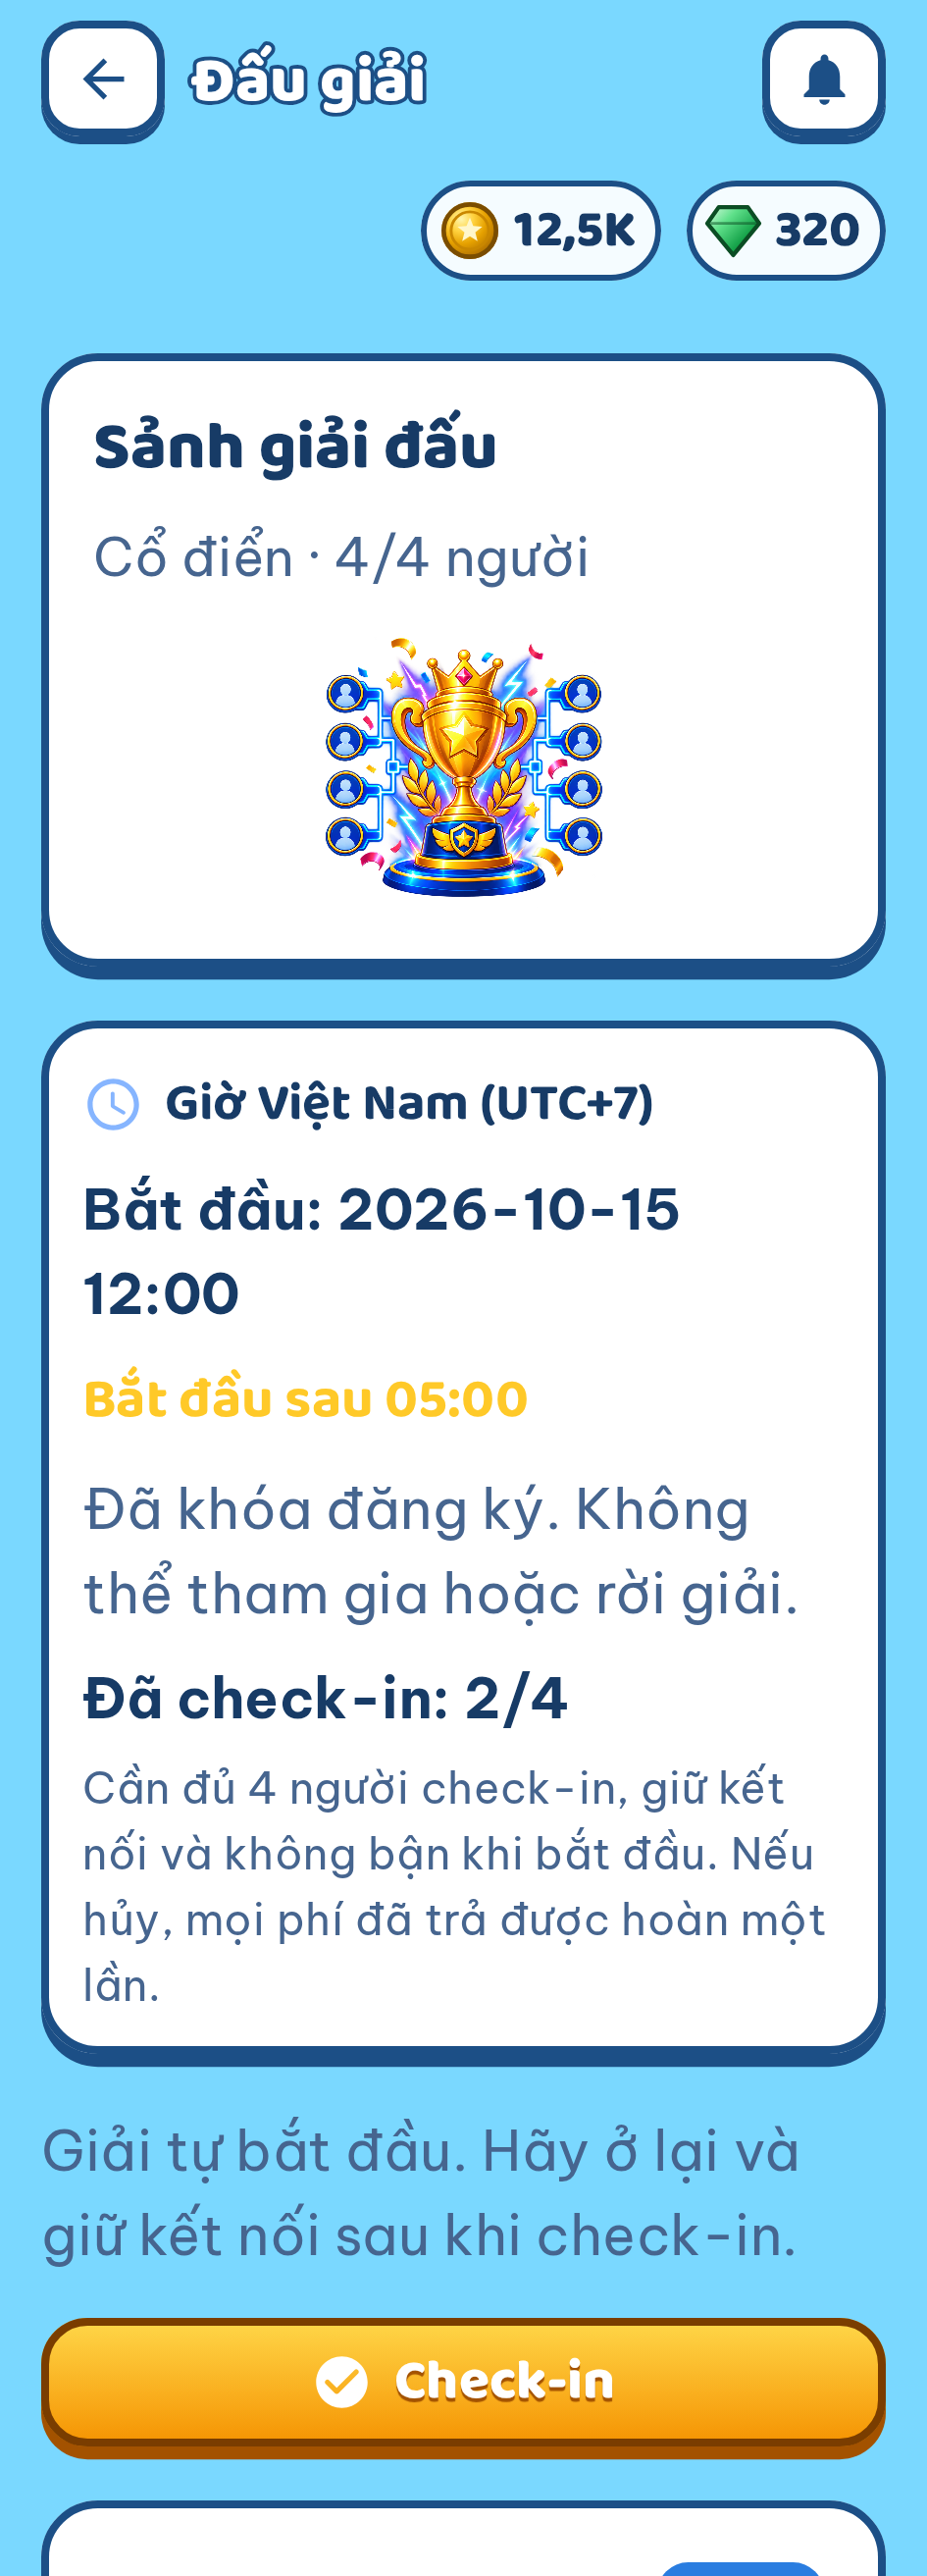 Đấu giải
12,5K
320
Sảnh giải đấu
Cổ điển · 4/4 người
Giờ Việt Nam (UTC+7)
Bắt đầu: 2026-10-15
12:00
Bắt đầu sau 05:00
Đã khóa đăng ký. Không
thể tham gia hoặc rời giải.
Đã check-in: 2/4
Cần đủ 4 người check-in, giữ kết
nối và không bận khi bắt đầu. Nếu
hủy, mọi phí đã trả được hoàn một
lần.
Giải tự bắt đầu. Hãy ở lại và
giữ kết nối sau khi check-in.
Check-in